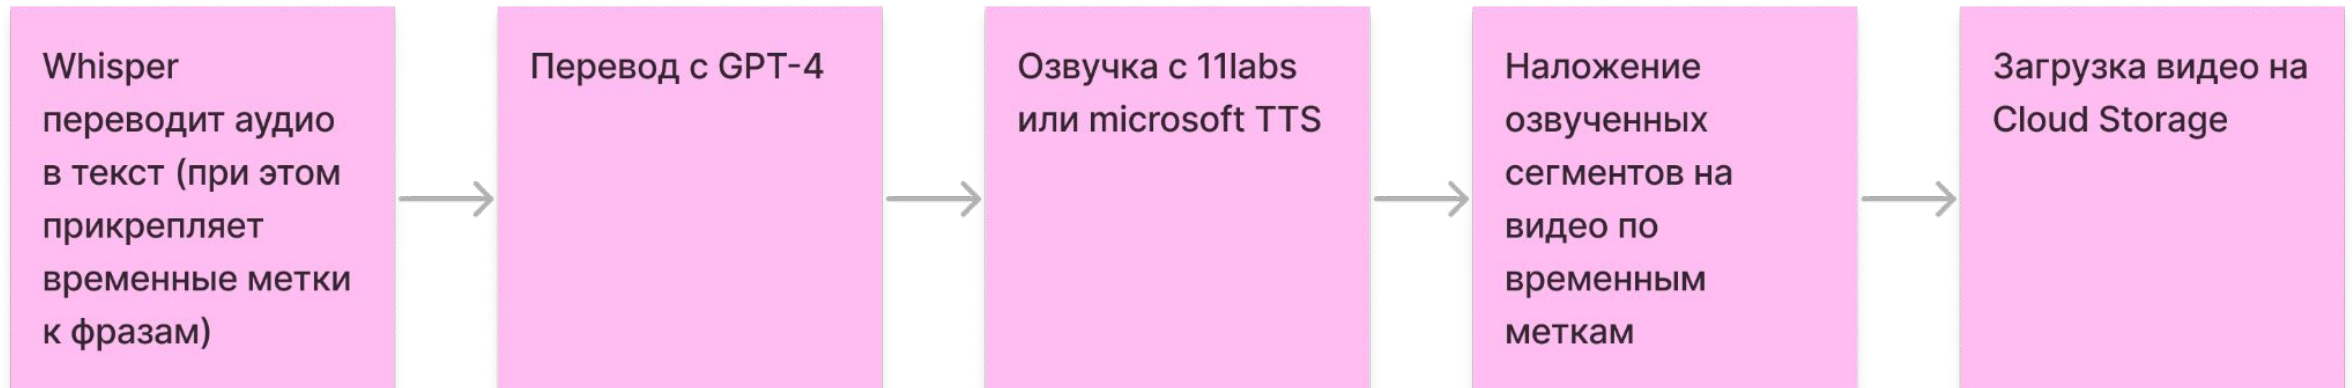 Whisper
переводит аудио
в текст (при этом
прикрепляет
временные метки
к фразам)
Перевод с GPT-4
Озвучка с 11labs
или microsoft TTS
Наложение
озвученных
сегментов на
видео по
временным
меткам
Загрузка видео на
Cloud Storage